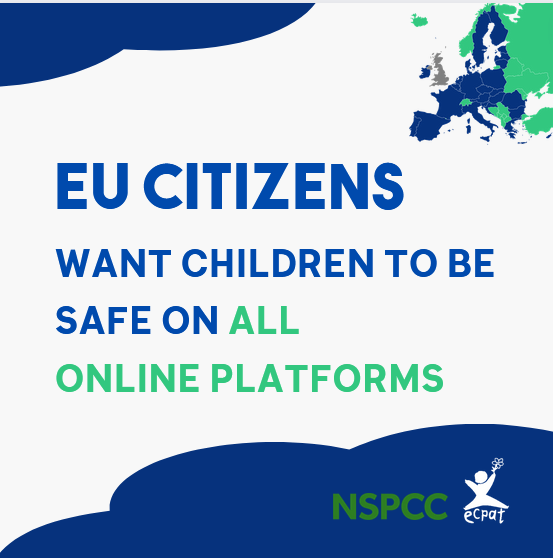 EU CITIZENS
WANT CHILDREN TO BE
SAFE ON ALL
ONLINE PLATFORMS
NSPCC
ecpat